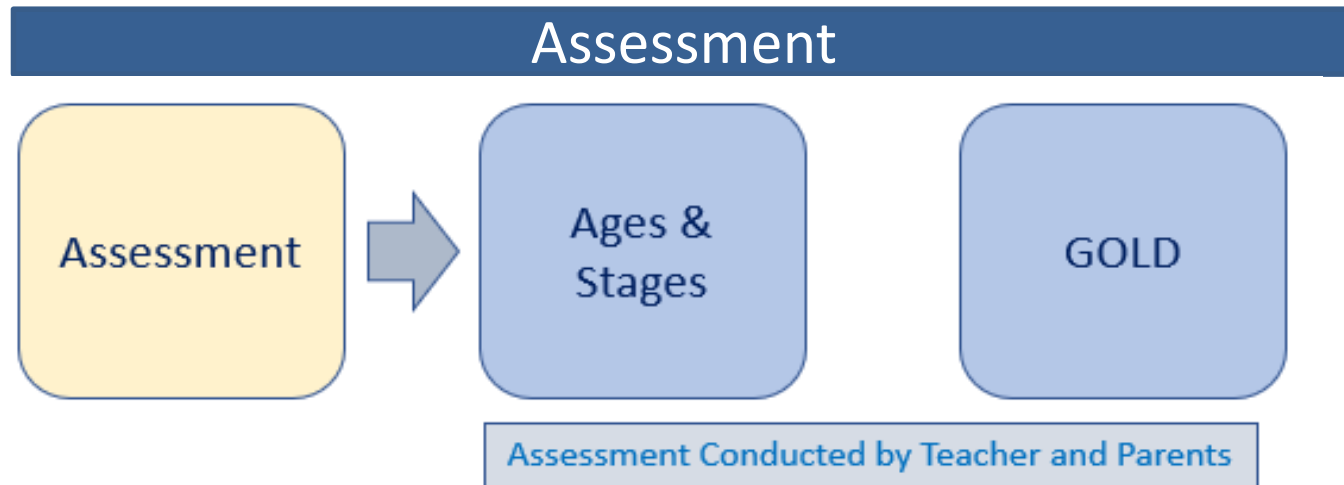 Assessment
Assessment
Ages &
Stages
GOLD
Assessment Conducted by Teacher and Parents